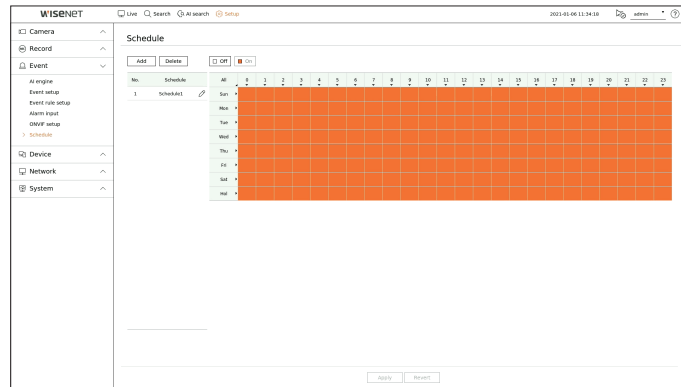 WISENET
Live Search AI search Setup
2021-01-06 11:34:18
admin
?
Camera
Record
Event
AI engine
Event setup
Event rule setup
Alarm input
ONVIF setup
> Schedule
Device
Network
System
Schedule
Add Delete Off On
No. Schedule
1 Schedule1
All 0 1 2 3 4 5 6 7 8 9 10 11 12 13 14 15 16 17 18 19 20 21 22 23
Sun
Mon
Tue
Wed
Thu
Fri
Sat
Hol
Apply Revert